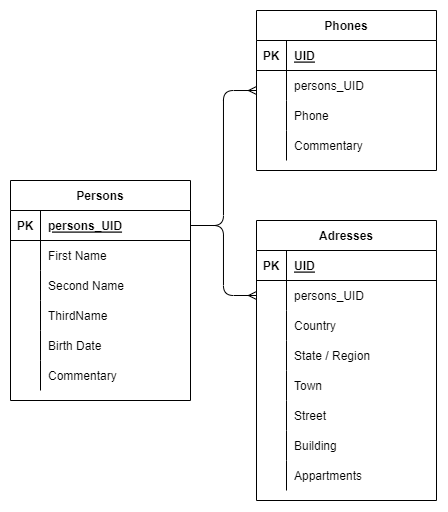 Phones
PK UID
persons_UID
Phone
Commentary
Persons
PK persons_UID
First Name
Second Name
ThirdName
Birth Date
Commentary
Adresses
PK UID
persons_UID
Country
State / Region
Town
Street
Building
Appartments